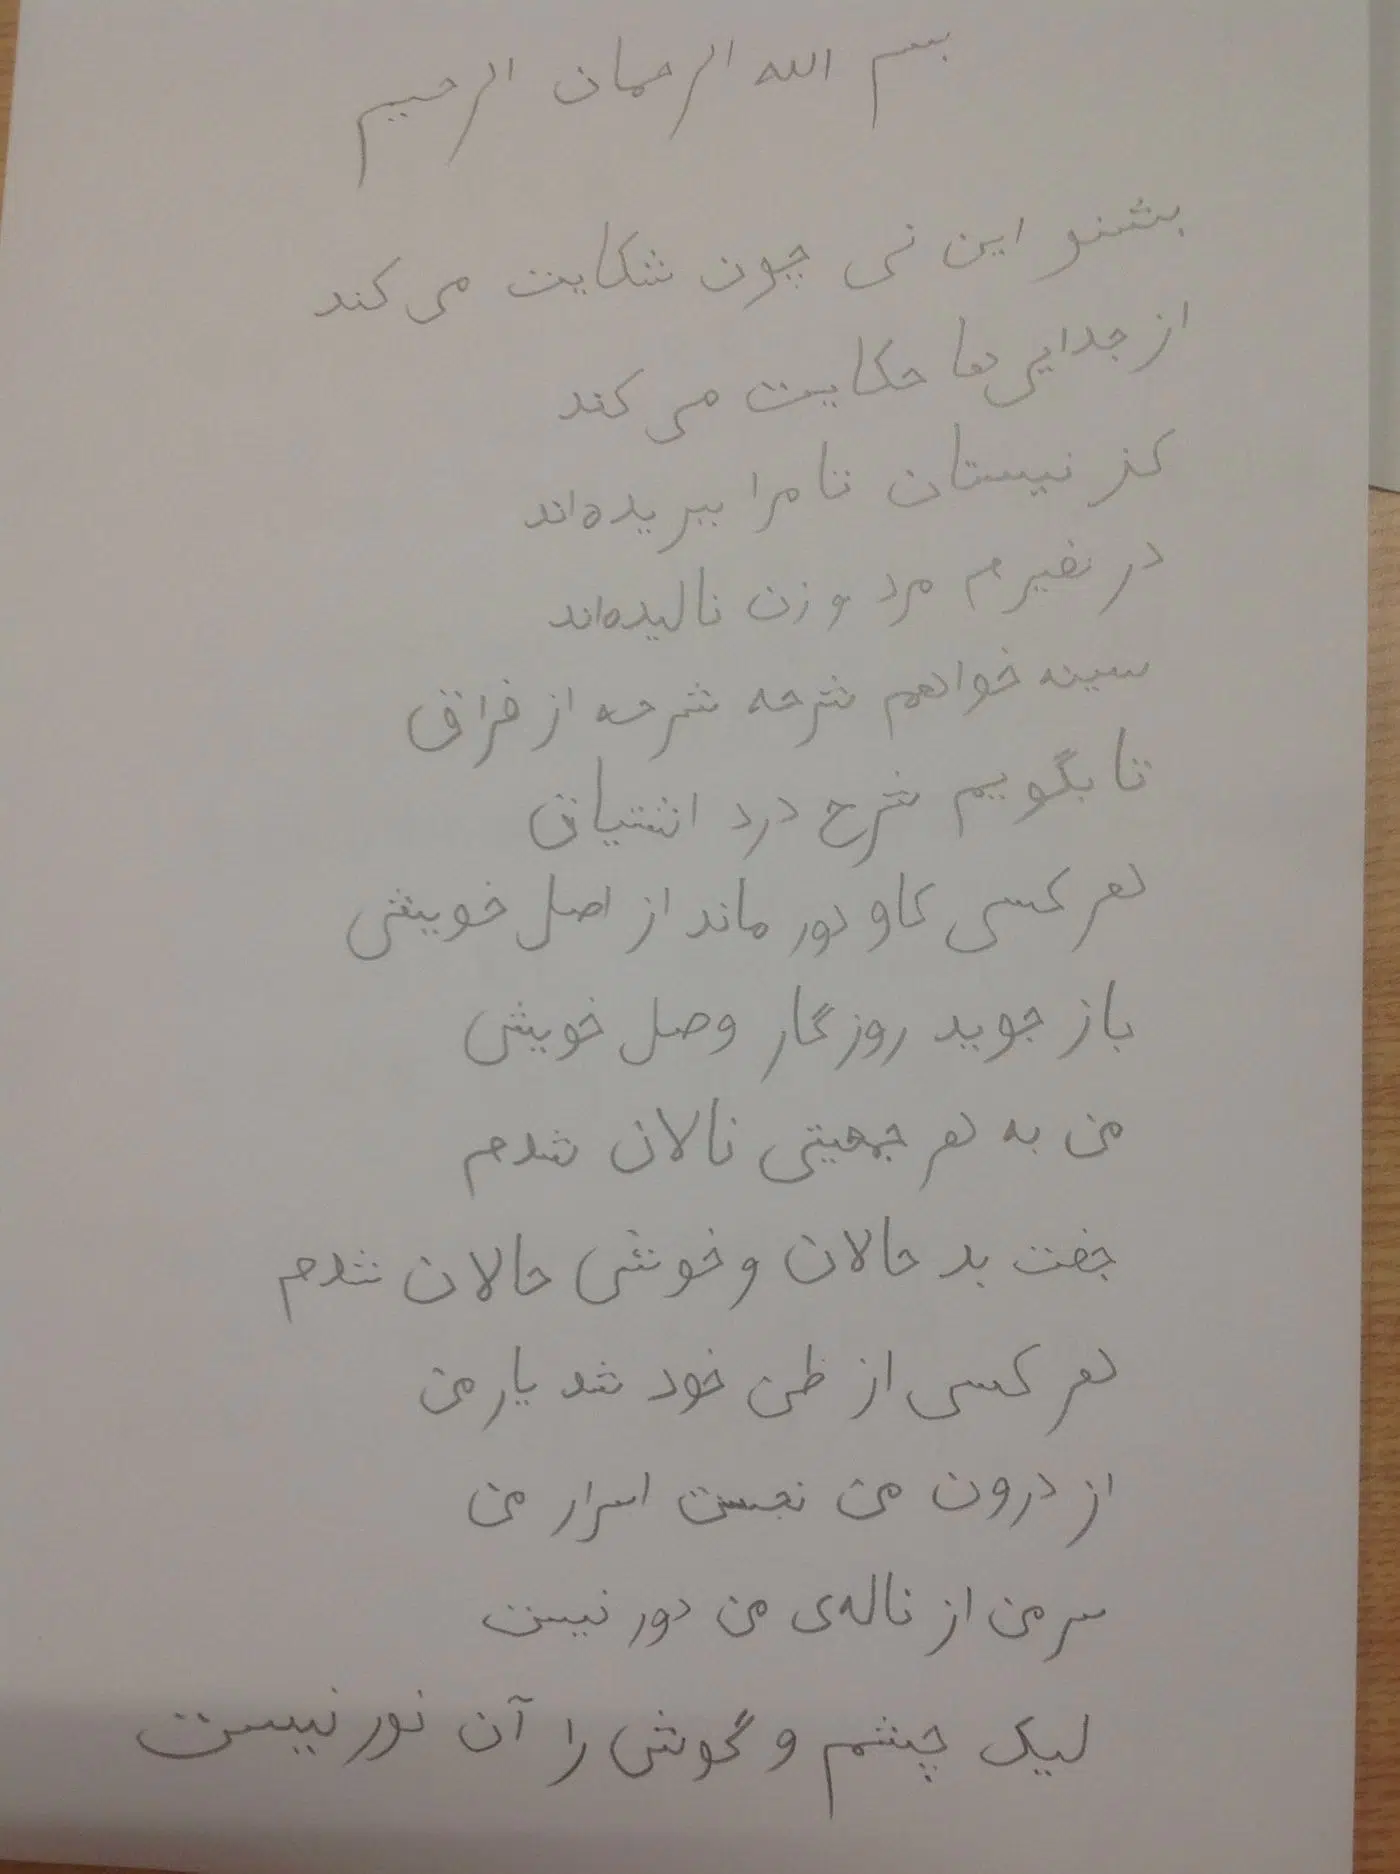 بسم الله الرحمان الرحیم
بشنو این نی چون شکایت می‌کند
از جدایی‌ها حکایت می‌کند
کز نیستان تا مرا ببریده‌اند
در نفیرم مرد و زن نالیده‌اند
سینه خواهم شرحه شرحه از فراق
تا بگویم شرح درد اشتیاق
هر کسی کاو دور ماند از اصل خویش
باز جوید روزگار وصل خویش
من به هر جمعیتی نالان شدم
جفت بد حالان و خوش حالان شدم
هر کسی از ظن خود شد یار من
از درون من نجست اسرار من
سر من از ناله‌ی من دور نیست
لیک چشم و گوش را آن نور نیست